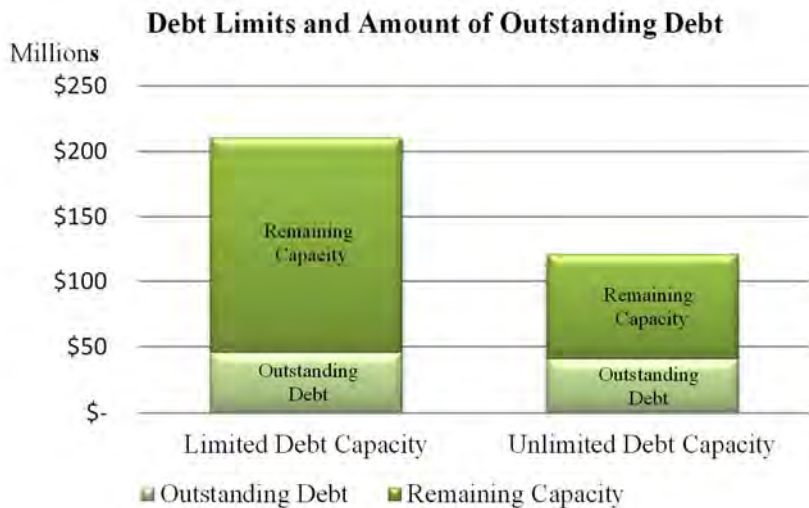 Debt Limits and Amount of Outstanding Debt
Millions
$250
$200
$150
$100
$50
$-
Remaining
Capacity
Outstanding
Debt
Remaining
Capacity
Outstanding
Debt
Limited Debt Capacity
Unlimited Debt Capacity
Outstanding Debt
Remaining Capacity